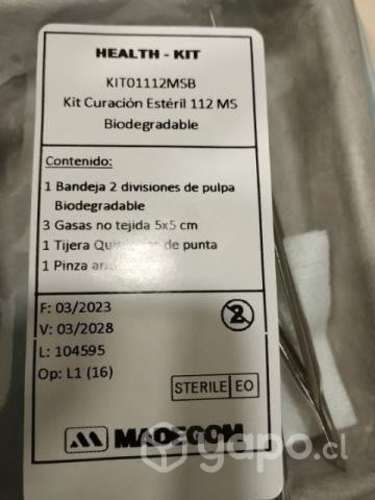 HEALTH - KIT
KIT01112MSB
Kit Curación Estéril 112 MS
Biodegradable
Contenido:
1 Bandeja 2 divisiones de pulpa
Biodegradable
3 Gasas no tejida 5x5 cm
1 Tijera de punta
1 Pinza
F: 03/2023
V: 03/2028
L: 104595
Op: L1 (16)
2
STERILE EO
MADECOM
yapo.cl